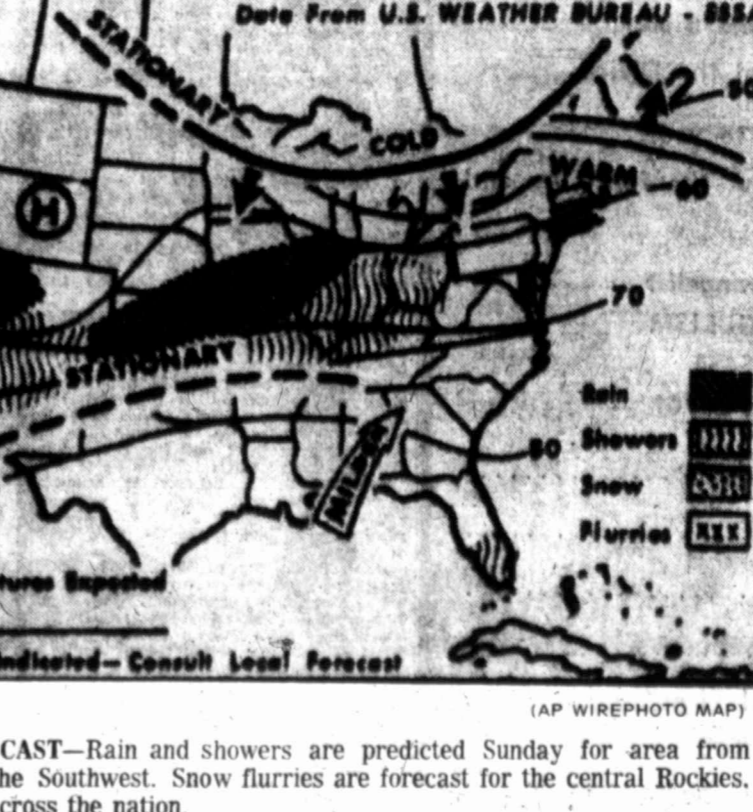 Data From U.S. WEATHER BUREAU - ESSA
STATIONARY
COLD
WARM
H
60
70
STATIONARY
Rain
80
Showers
MILDER
Snow
Flurries
tures Expected
ndicated— Consult Local Forecast
(AP WIREPHOTO MAP)
CAST—Rain and showers are predicted Sunday for area from
he Southwest. Snow flurries are forecast for the central Rockies.
cross the nation.